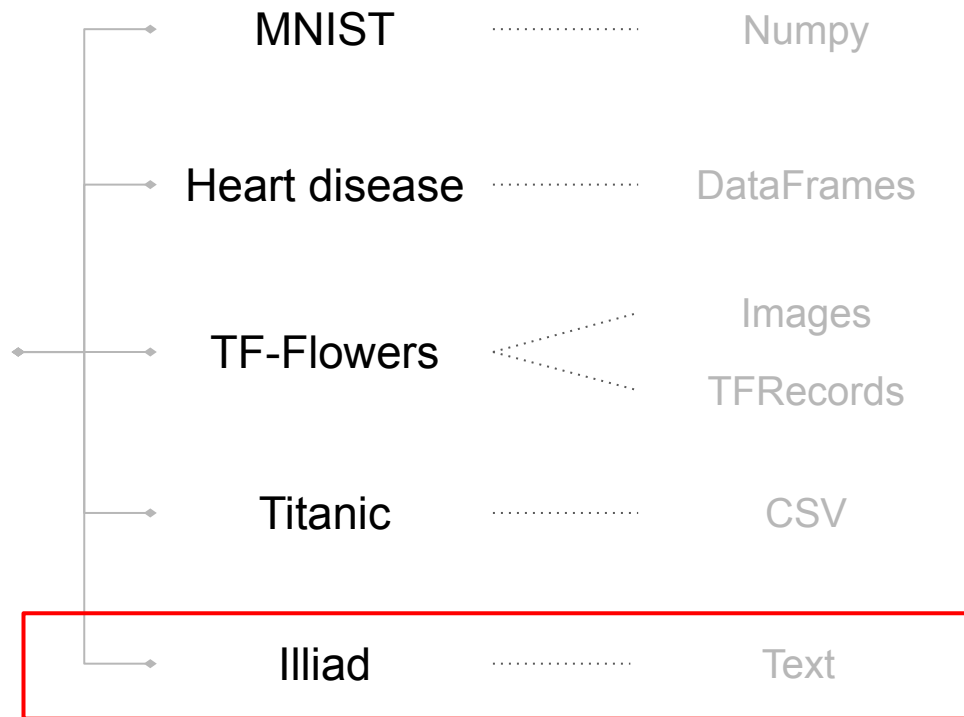 MNIST Numpy
Heart disease DataFrames
Images
TF-Flowers
TFRecords
Titanic CSV
Illiad Text